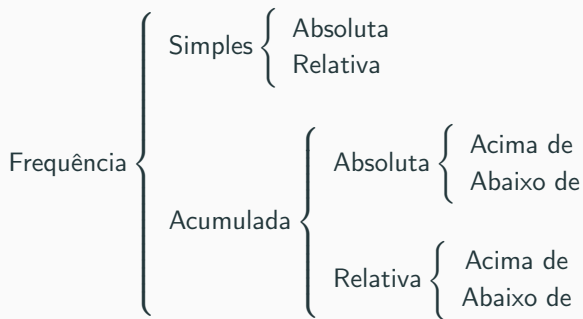 Frequência
Simples
Absoluta
Relativa
Acumulada
Absoluta
Acima de
Abaixo de
Relativa
Acima de
Abaixo de